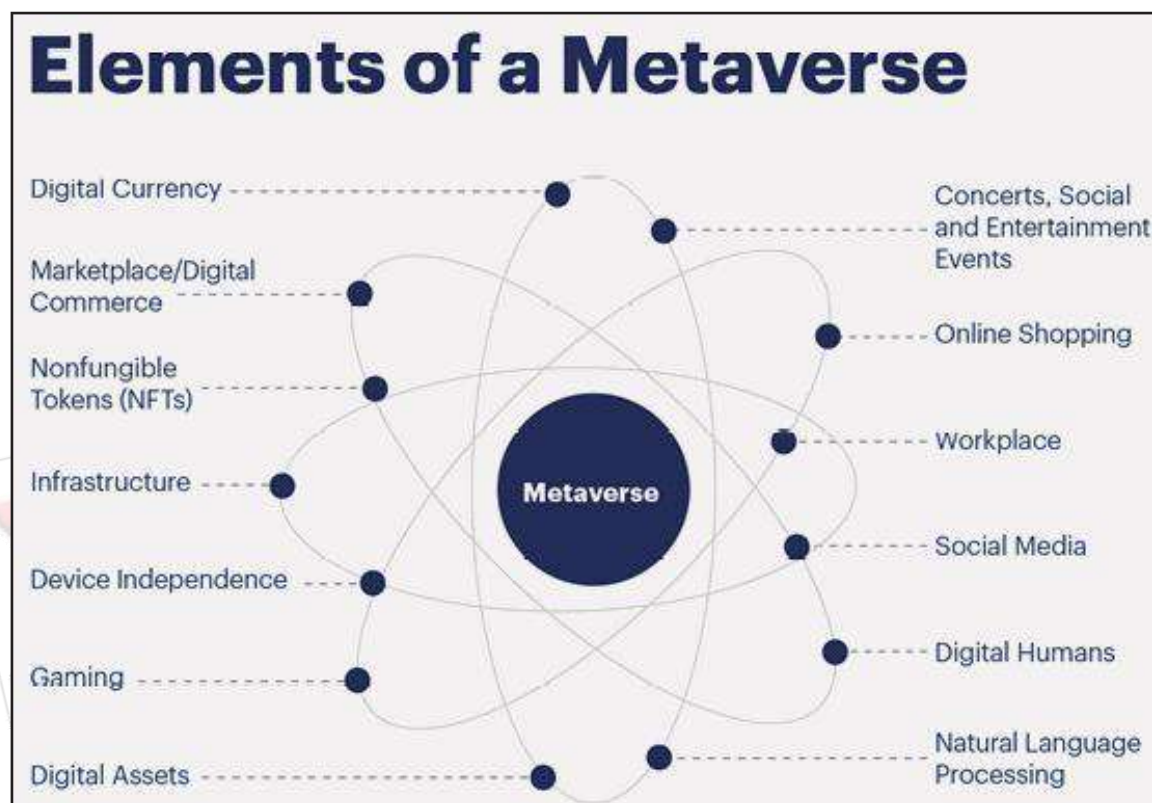 Elements of a Metaverse
Digital Currency
Marketplace/Digital
Commerce
Nonfungible
Tokens (NFTs)
Infrastructure
Device Independence
Gaming
Digital Assets
Metaverse
Concerts, Social
and Entertainment
Events
Online Shopping
Workplace
Social Media
Digital Humans
Natural Language
Processing